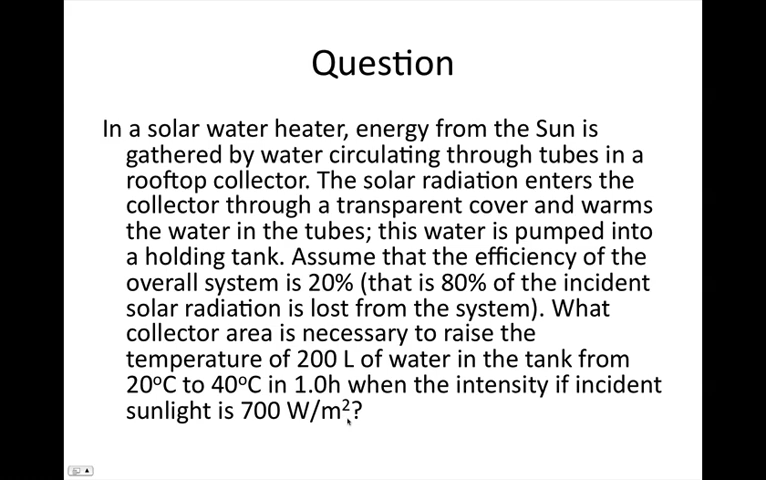 Question
In a solar water heater, energy from the Sun is
gathered by water circulating through tubes in a
rooftop collector. The solar radiation enters the
collector through a transparent cover and warms
the water in the tubes; this water is pumped into
a holding tank. Assume that the efficiency of the
overall system is 20% (that is 80% of the incident
solar radiation is lost from the system). What
collector area is necessary to raise the
temperature of 200 L of water in the tank from
20°C to 40°C in 1.0h when the intensity if incident
sunlight is 700 W/m²?